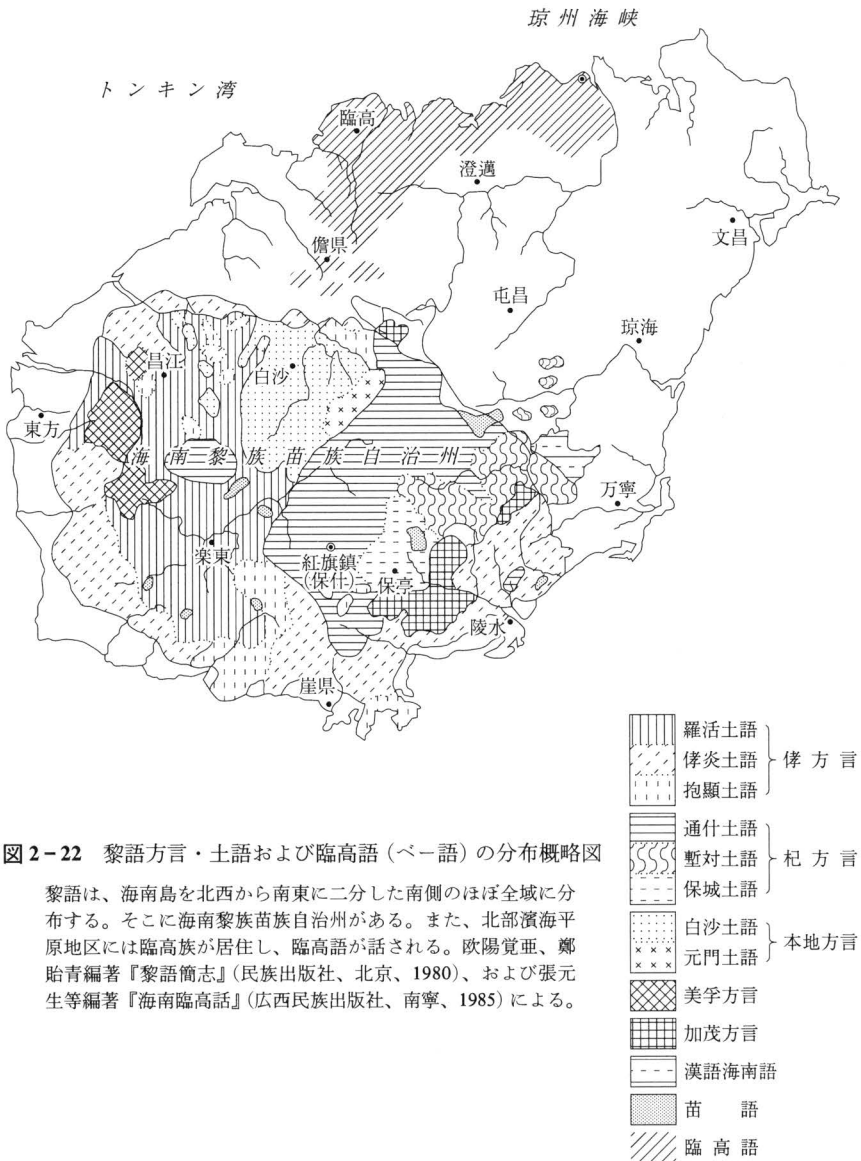 琼州海峡
トンキン湾
臨高
澄邁
文昌
儋県
屯昌
琼海
昌江
白沙
東方
海南黎族苗族自治州
万寧
楽東
紅旗鎮
(保什)
保亭
陵水
崖県
羅活土語
侾炎土語
抱顯土語
侾方言
通什土語
塹対土語
保城土語
杞方言
白沙土語
元門土語
本地方言
美孚方言
加茂方言
漢語海南語
苗語
臨高語
図2-22 黎語方言・土語および臨高語(ベー語)の分布概略図
黎語は、海南島を北西から南東に二分した南側のほぼ全域に分
布する。そこに海南黎族苗族自治州がある。また、北部濱海平
原地区には臨高族が居住し、臨高語が話される。欧陽覚亜、鄭
貽青編著『黎語簡志』(民族出版社、北京、1980)、および張元
生等編著『海南臨高話』(広西民族出版社、南寧、1985)による。